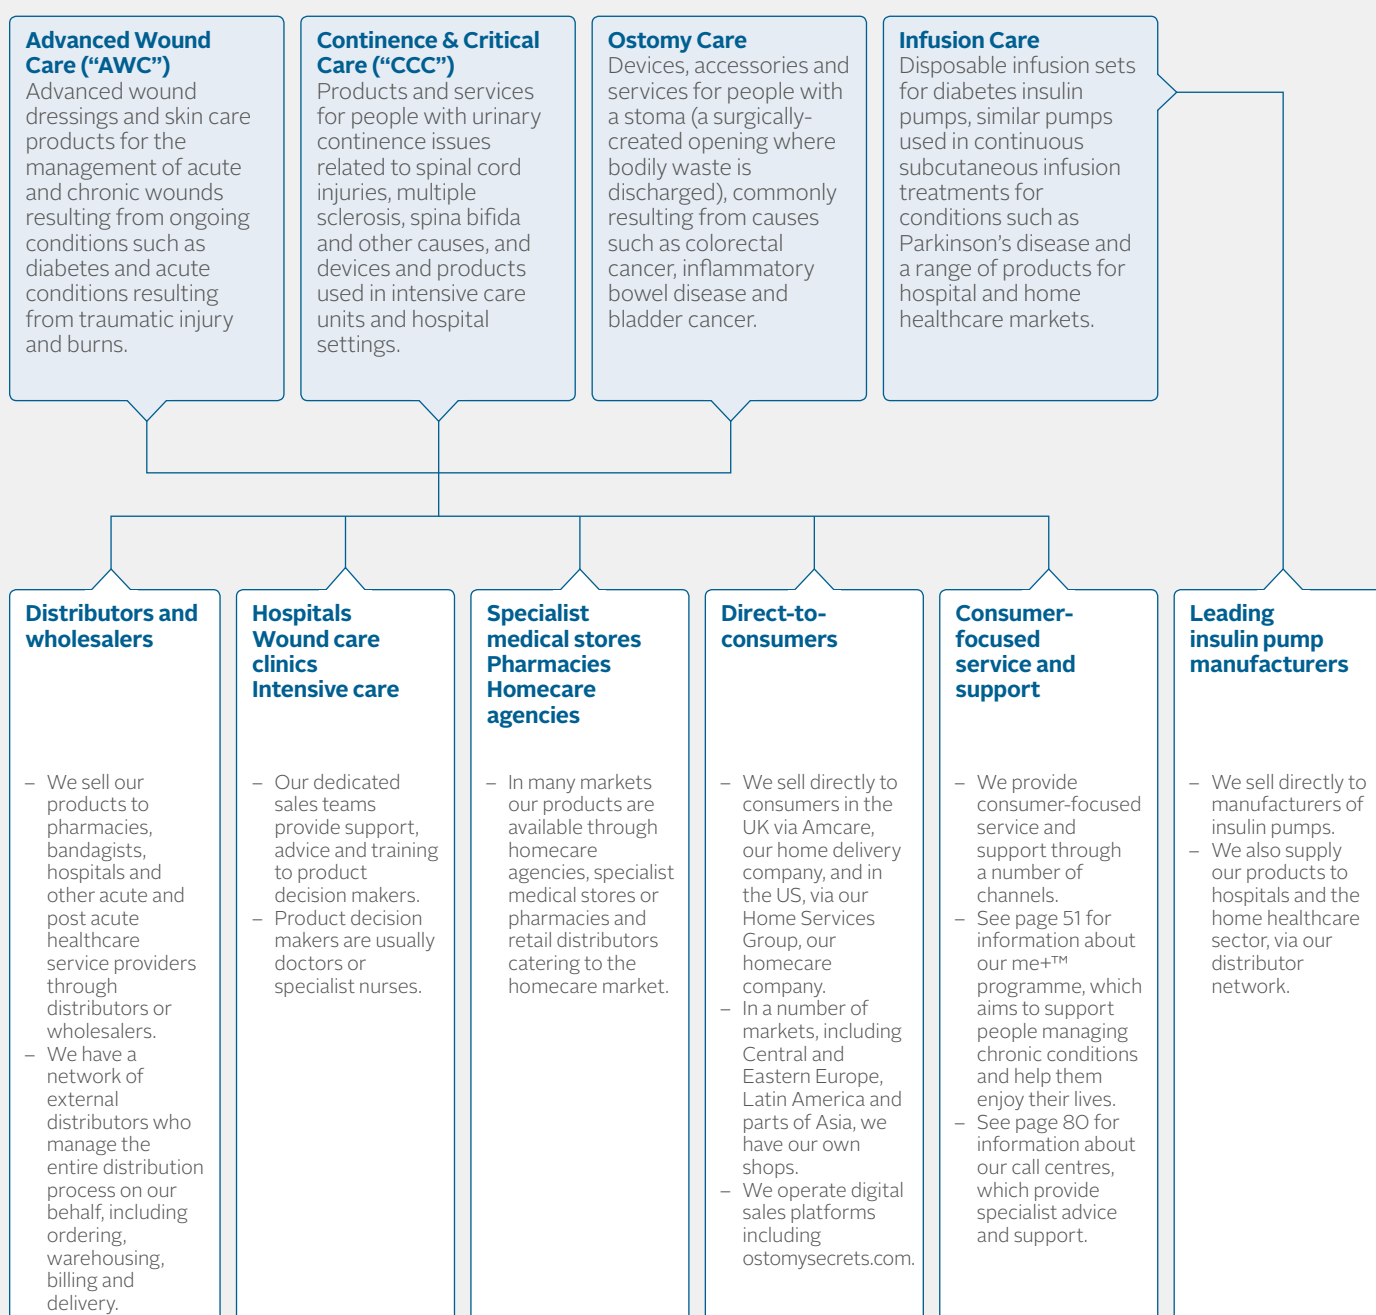 Advanced Wound
Care (“AWC”)
Advanced wound
dressings and skin care
products for the
management of acute
and chronic wounds
resulting from ongoing
conditions such as
diabetes and acute
conditions resulting
from traumatic injury
and burns.
Continence & Critical
Care (“CCC”)
Products and services
for people with urinary
continence issues
related to spinal cord
injuries, multiple
sclerosis, spina bifida
and other causes, and
devices and products
used in intensive care
units and hospital
settings.
Ostomy Care
Devices, accessories and
services for people with
a stoma (a surgically-
created opening where
bodily waste is
discharged), commonly
resulting from causes
such as colorectal
cancer, inflammatory
bowel disease and
bladder cancer.
Infusion Care
Disposable infusion sets
for diabetes insulin
pumps, similar pumps
used in continuous
subcutaneous infusion
treatments for
conditions such as
Parkinson’s disease and
a range of products for
hospital and home
healthcare markets.
Distributors and
wholesalers
– We sell our
products to
pharmacies,
bandagists,
hospitals and
other acute and
post acute
healthcare
service providers
through
distributors or
wholesalers.
– We have a
network of
external
distributors who
manage the
entire distribution
process on our
behalf, including
ordering,
warehousing,
billing and
delivery.
Hospitals
Wound care
clinics
Intensive care
– Our dedicated
sales teams
provide support,
advice and training
to product
decision makers.
– Product decision
makers are usually
doctors or
specialist nurses.
Specialist
medical stores
Pharmacies
Homecare
agencies
– In many markets
our products are
available through
homecare
agencies, specialist
medical stores or
pharmacies and
retail distributors
catering to the
homecare market.
Direct-to-
consumers
– We sell directly to
consumers in the
UK via Amcare,
our home delivery
company, and in
the US, via our
Home Services
Group, our
homecare
company.
– In a number of
markets, including
Central and
Eastern Europe,
Latin America and
parts of Asia, we
have our own
shops.
– We operate digital
sales platforms
including
ostomysecrets.com.
Consumer-
focused
service and
support
– We provide
consumer-focused
service and
support through
a number of
channels.
– See page 51 for
information about
our me+™
programme, which
aims to support
people managing
chronic conditions
and help them
enjoy their lives.
– See page 80 for
information about
our call centres,
which provide
specialist advice
and support.
Leading
insulin pump
manufacturers
– We sell directly to
manufacturers of
insulin pumps.
– We also supply
our products to
hospitals and the
home healthcare
sector, via our
distributor
network.